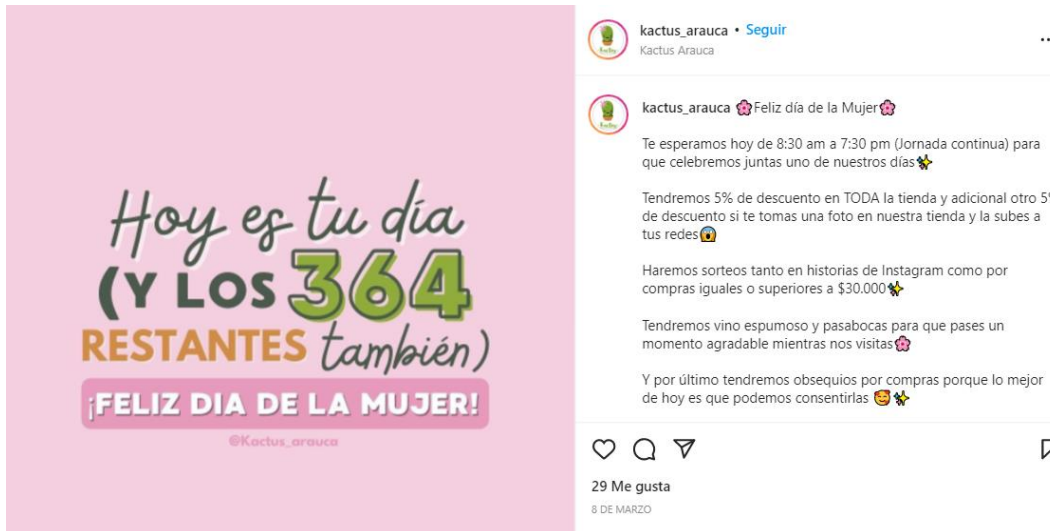 Hoy es tu día
(Y LOS 364
RESTANTES también)
¡FELIZ DIA DE LA MUJER!
@Kactus_arauca
kactus_arauca • Seguir
Kactus Arauca
kactus_arauca 🌸Feliz día de la Mujer🌸
Te esperamos hoy de 8:30 am a 7:30 pm (Jornada continua) para
que celebremos juntas uno de nuestros días✨
Tendremos 5% de descuento en TODA la tienda y adicional otro 5%
de descuento si te tomas una foto en nuestra tienda y la subes a
tus redes😱
Haremos sorteos tanto en historias de Instagram como por
compras iguales o superiores a $30.000✨
Tendremos vino espumoso y pasabocas para que pases un
momento agradable mientras nos visitas🌸
Y por último tendremos obsequios por compras porque lo mejor
de hoy es que podemos consentirlas 🥰✨
29 Me gusta
8 DE MARZO